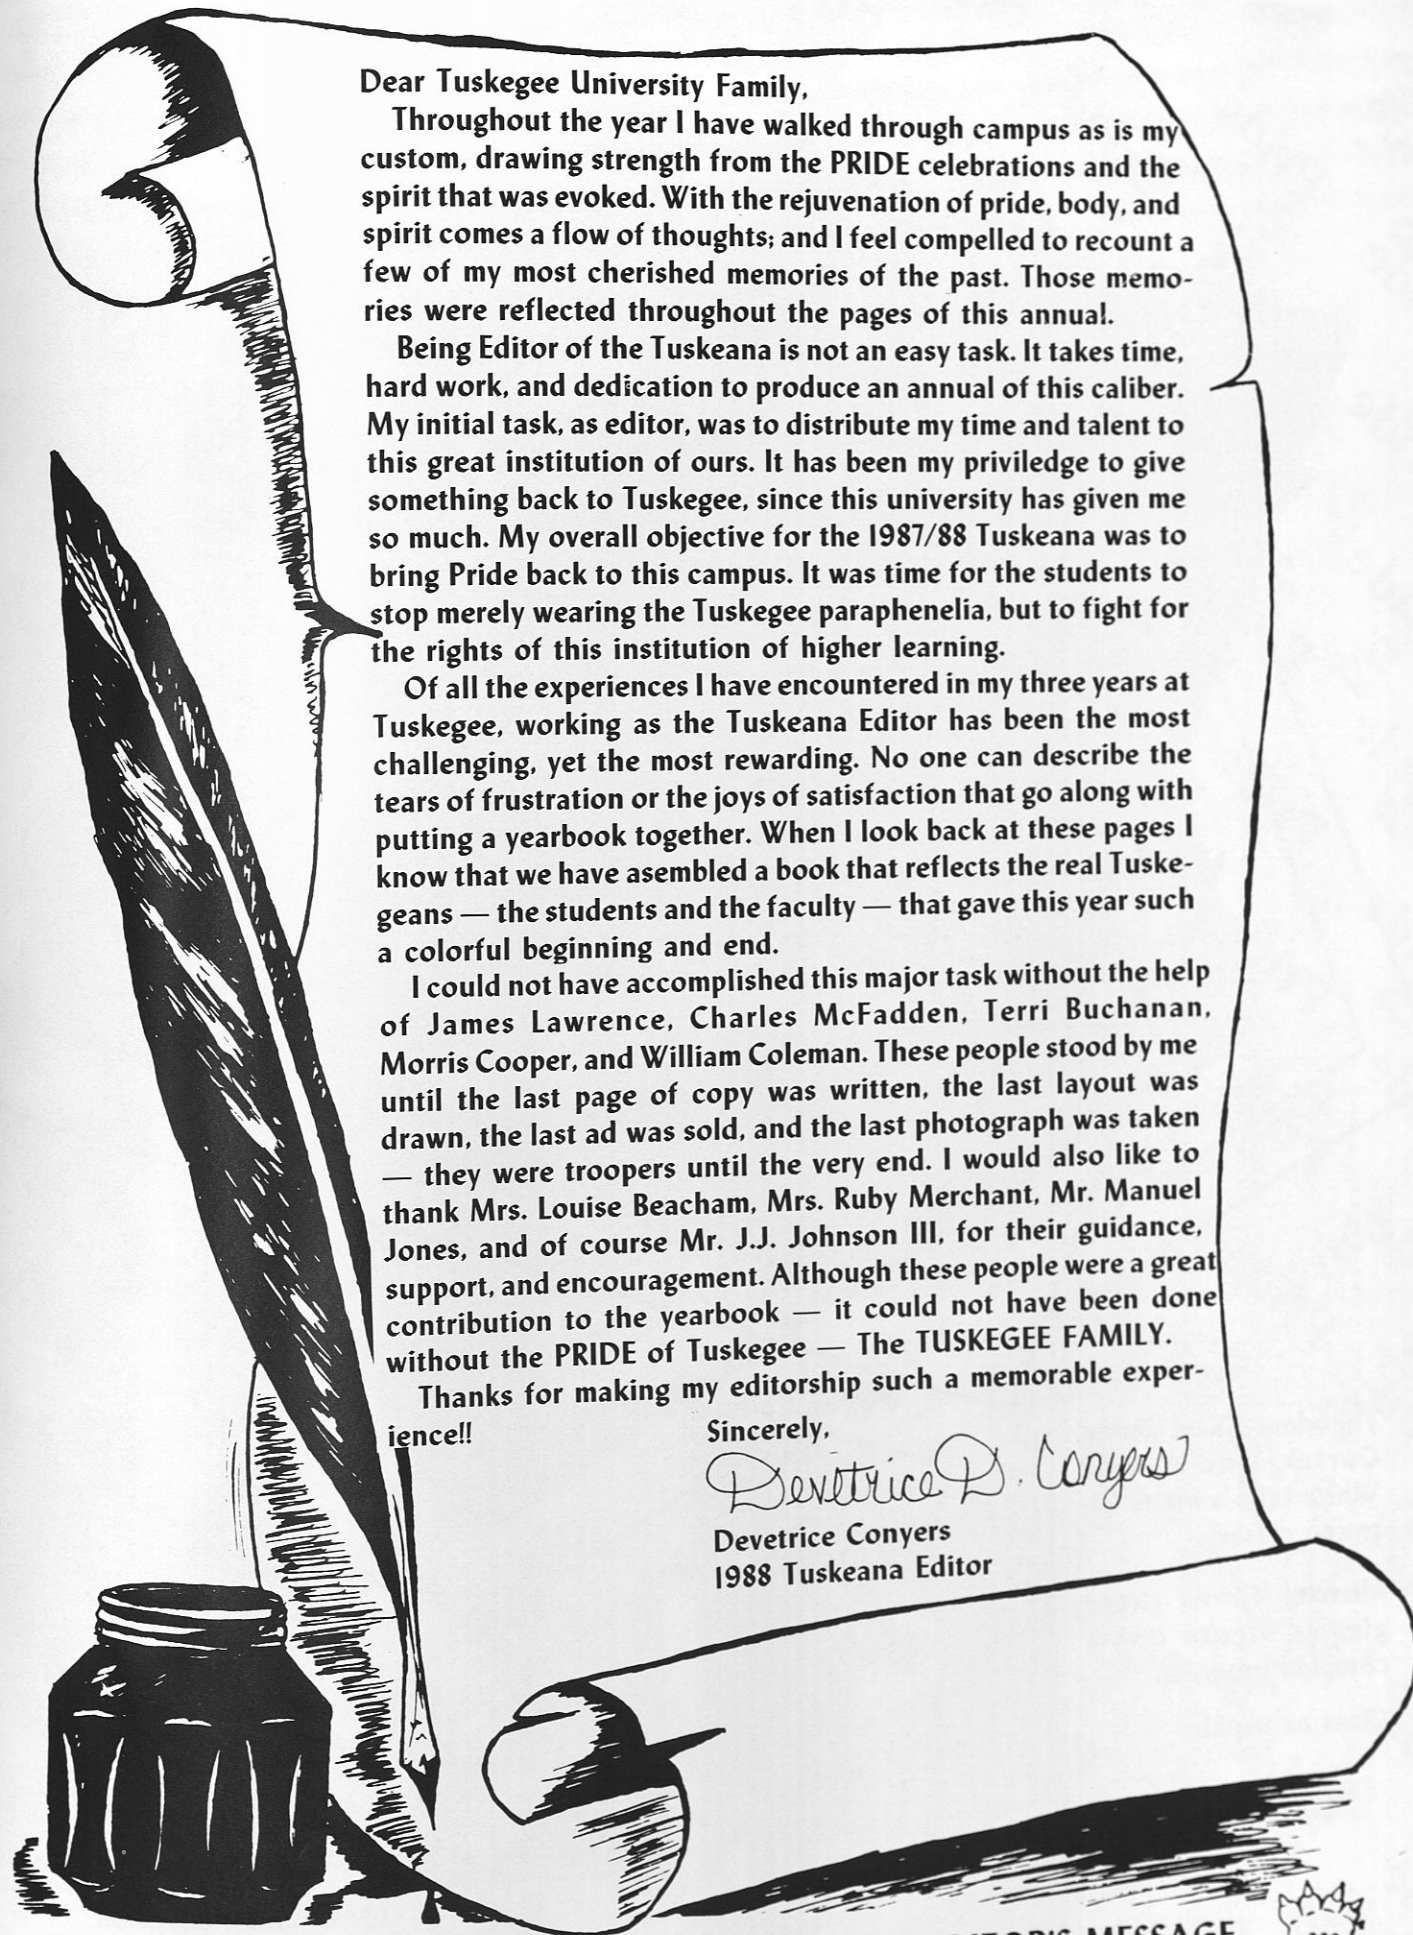 Dear Tuskegee University Family,
Throughout the year I have walked through campus as is my
custom, drawing strength from the PRIDE celebrations and the
spirit that was evoked. With the rejuvenation of pride, body, and
spirit comes a flow of thoughts; and I feel compelled to recount a
few of my most cherished memories of the past. Those memo-
ries were reflected throughout the pages of this annual.
Being Editor of the Tuskeana is not an easy task. It takes time,
hard work, and dedication to produce an annual of this caliber.
My initial task, as editor, was to distribute my time and talent to
this great institution of ours. It has been my priviledge to give
something back to Tuskegee, since this university has given me
so much. My overall objective for the 1987/88 Tuskeana was to
bring Pride back to this campus. It was time for the students to
stop merely wearing the Tuskegee paraphenelia, but to fight for
the rights of this institution of higher learning.
Of all the experiences I have encountered in my three years at
Tuskegee, working as the Tuskeana Editor has been the most
challenging, yet the most rewarding. No one can describe the
tears of frustration or the joys of satisfaction that go along with
putting a yearbook together. When I look back at these pages I
know that we have asembled a book that reflects the real Tuske-
geans — the students and the faculty — that gave this year such
a colorful beginning and end.
I could not have accomplished this major task without the help
of James Lawrence, Charles McFadden, Terri Buchanan,
Morris Cooper, and William Coleman. These people stood by me
until the last page of copy was written, the last layout was
drawn, the last ad was sold, and the last photograph was taken
— they were troopers until the very end. I would also like to
thank Mrs. Louise Beacham, Mrs. Ruby Merchant, Mr. Manuel
Jones, and of course Mr. J.J. Johnson III, for their guidance,
support, and encouragement. Although these people were a great
contribution to the yearbook — it could not have been done
without the PRIDE of Tuskegee — The TUSKEGEE FAMILY.
Thanks for making my editorship such a memorable exper-
ience!!
Sincerely,
Devetrice D. Conyers
Devetrice Conyers
1988 Tuskeana Editor
MESSAGE